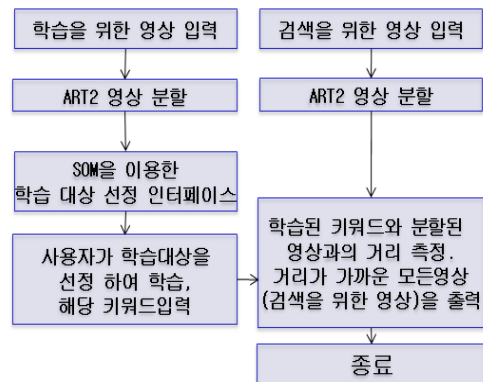 학습을 위한 영상 입력
ART2 영상 분할
SOM을 이용한
학습 대상 선정 인터페이스
사용자가 학습대상을
선정 하여 학습,
해당 키워드입력
검색을 위한 영상 입력
ART2 영상 분할
학습된 키워드와 분할된
영상과의 거리 측정.
거리가 가까운 모든영상
(검색을 위한 영상)을 출력
종료